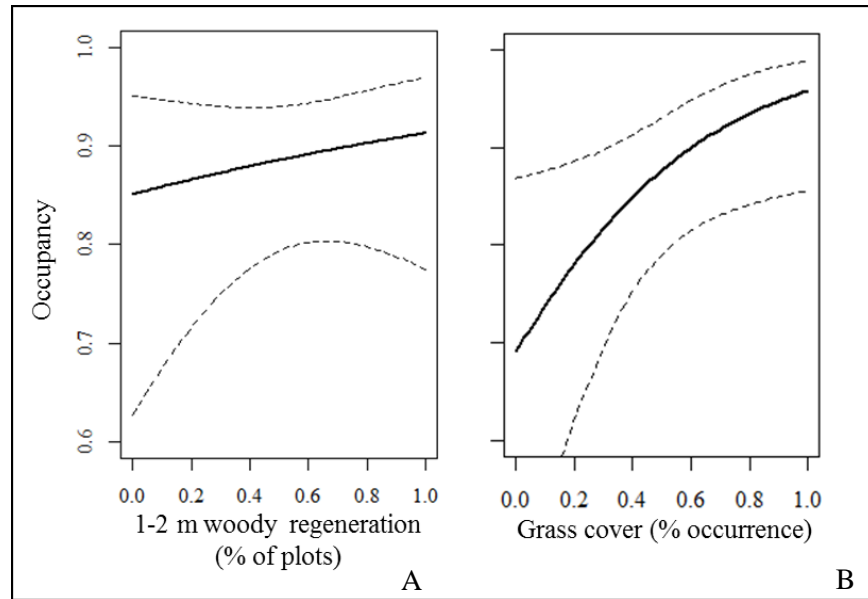 Occupancy
1.0
0.9
0.8
0.7
0.6
0.0 0.2 0.4 0.6 0.8 1.0
1-2 m woody regeneration
(% of plots)
A
0.0 0.2 0.4 0.6 0.8 1.0
Grass cover (% occurrence)
B